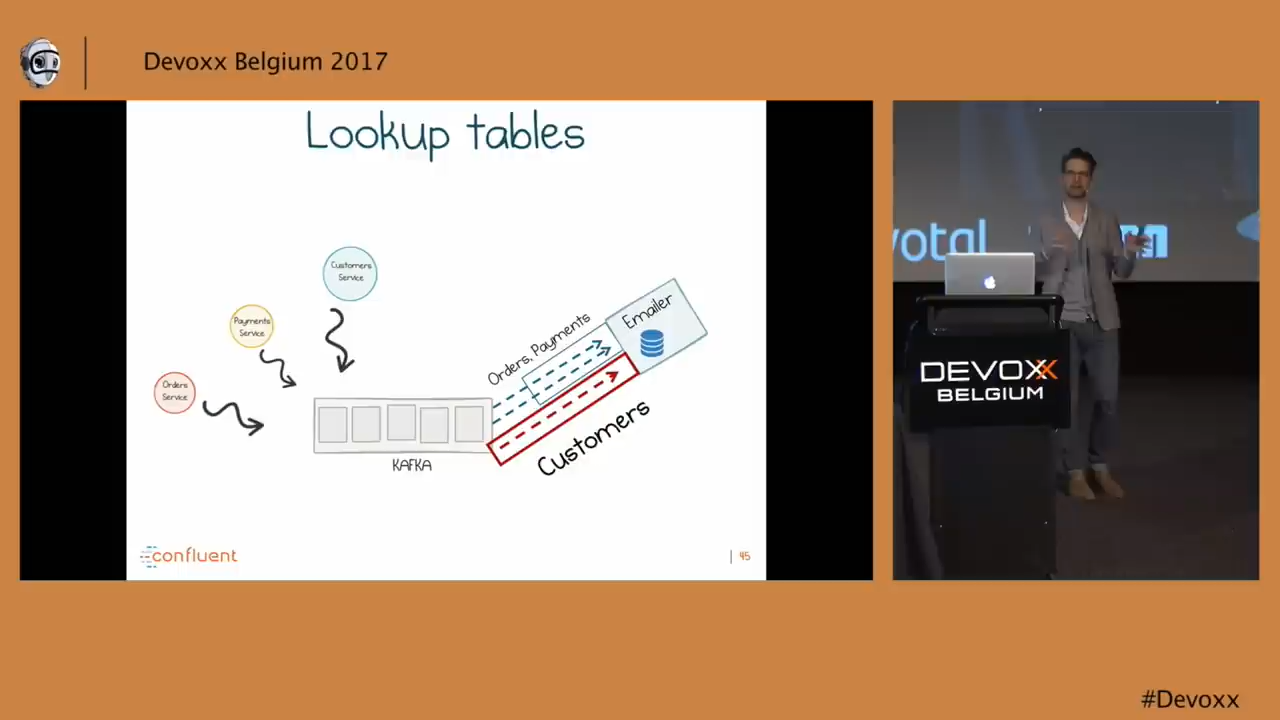 Devoxx Belgium 2017
Lookup tables
Customers
Service
Payments
Service
Orders
Service
Orders, Payments
Emailer
Customers
KAFKA
confluent
45
votal
DEVOXX
BELGIUM
#Devoxx